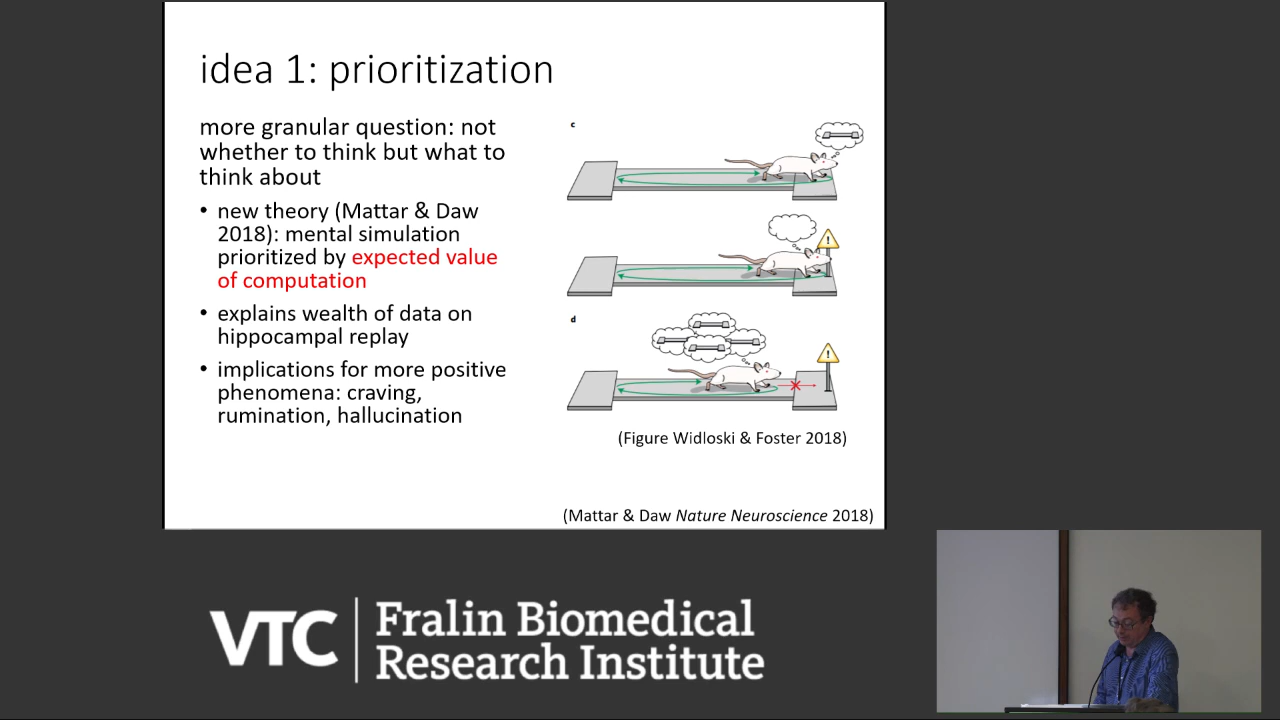 idea 1: prioritization
more granular question: not
whether to think but what to
think about
• new theory (Mattar & Daw
2018): mental simulation
prioritized by expected value
of computation
• explains wealth of data on
hippocampal replay
• implications for more positive
phenomena: craving,
rumination, hallucination
c
!
d
!
(Figure Widloski & Foster 2018)
(Mattar & Daw Nature Neuroscience 2018)
VTC
Fralin Biomedical
Research Institute